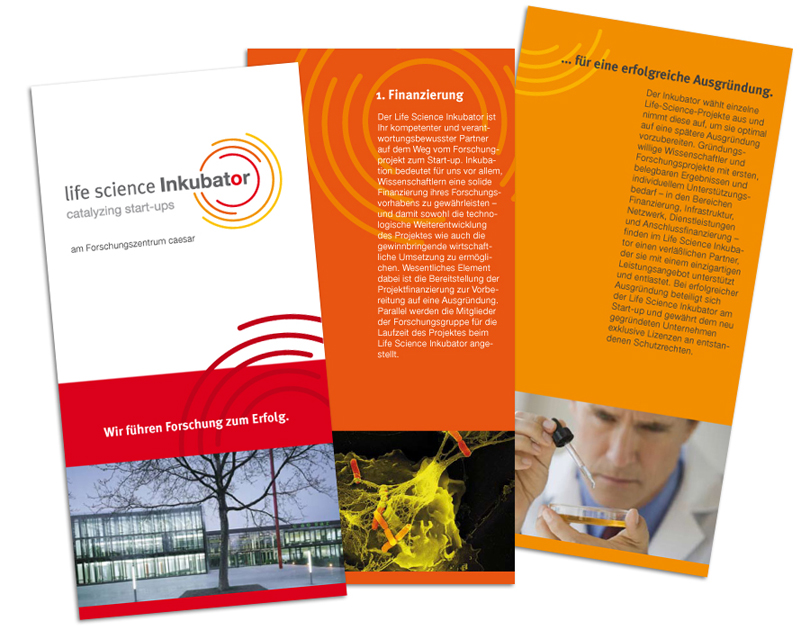 life science Inkubator
catalyzing start-ups
am Forschungszentrum caesar
Wir führen Forschung zum Erfolg.
1. Finanzierung
Der Life Science Inkubator ist
Ihr kompetenter und verant-
wortungsbewusster Partner
auf dem Weg vom Forschung-
projekt zum Start-up. Inkuba-
tion bedeutet für uns vor allem,
Wissenschaftlern eine solide
Finanzierung ihres Forschungs-
vorhabens zu gewährleisten –
und damit sowohl die techno-
logische Weiterentwicklung
des Projektes wie auch die
gewinnbringende wirtschaft-
liche Umsetzung zu ermögli-
chen. Wesentliches Element
dabei ist die Bereitstellung der
Projektfinanzierung zur Vorbe-
reitung auf eine Ausgründung.
Parallel werden die Mitglieder
der Forschungsgruppe für die
Laufzeit des Projektes beim
Life Science Inkubator ange-
stellt.
... für eine erfolgreiche Ausgründung.
Der Inkubator wählt einzelne
Life-Science-Projekte aus und
nimmt diese auf, um sie optimal
auf eine spätere Ausgründung
vorzubereiten. Gründungs-
willige Wissenschaftler und
Forschungsprojekte mit ersten,
belegbaren Ergebnissen und
individuellem Unterstützungs-
bedarf – in den Bereichen
Finanzierung, Infrastruktur,
Netzwerk, Dienstleistungen
und Anschlussfinanzierung –
finden im Life Science Inkuba-
tor einen verläßlichen Partner,
der sie mit einem einzigartigen
Leistungsangebot unterstützt
und entlastet. Bei erfolgreicher
Ausgründung beteiligt sich
der Life Science Inkubator am
Start-up und gewährt dem neu
gegründeten Unternehmen
exklusive Lizenzen an entstan-
denen Schutzrechten.